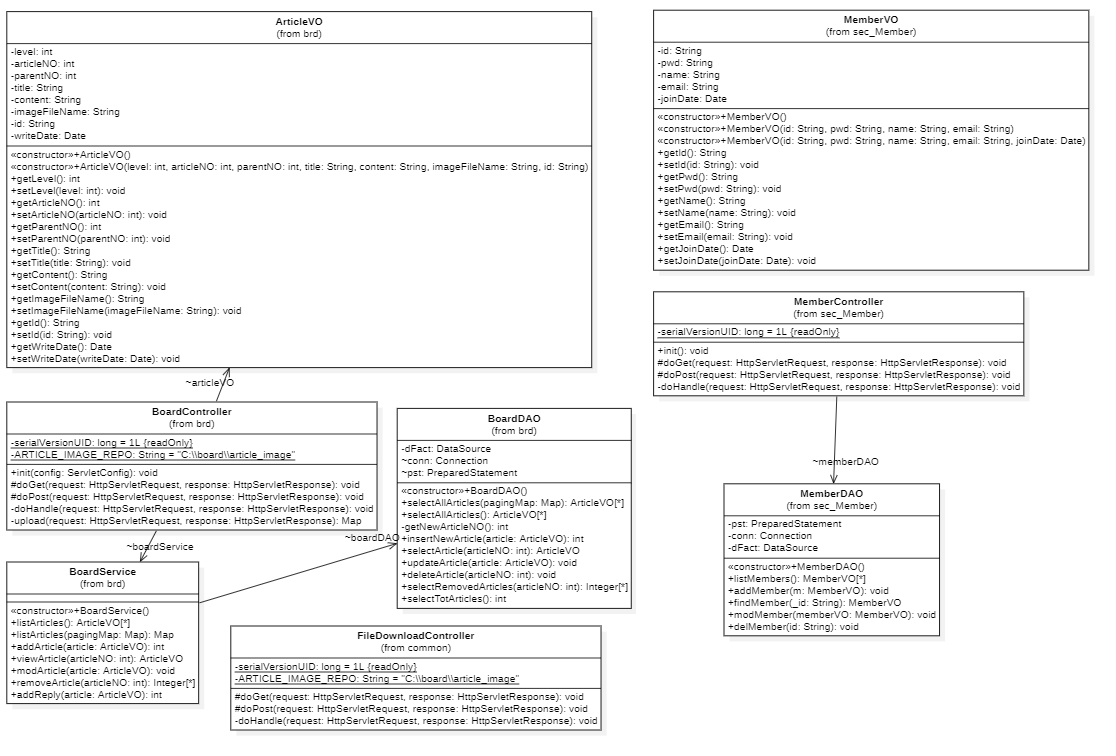 ArticleVO
(from brd)
-level: int
-articleNO: int
-parentNO: int
-title: String
-content: String
-imageFileName: String
-id: String
-writeDate: Date
«constructor»+ArticleVO()
«constructor»+ArticleVO(level: int, articleNO: int, parentNO: int, title: String, content: String, imageFileName: String, id: String)
+getLevel(): int
+setLevel(level: int): void
+getArticleNO(): int
+setArticleNO(articleNO: int): void
+getParentNO(): int
+setParentNO(parentNO: int): void
+getTitle(): String
+setTitle(title: String): void
+getContent(): String
+setContent(content: String): void
+getImageFileName(): String
+setImageFileName(imageFileName: String): void
+getId(): String
+setId(id: String): void
+getWriteDate(): Date
+setWriteDate(writeDate: Date): void
MemberVO
(from sec_Member)
-id: String
-pwd: String
-name: String
-email: String
-joinDate: Date
«constructor»+MemberVO()
«constructor»+MemberVO(id: String, pwd: String, name: String, email: String)
«constructor»+MemberVO(id: String, pwd: String, name: String, email: String, joinDate: Date)
+getId(): String
+setId(id: String): void
+getPwd(): String
+setPwd(pwd: String): void
+getName(): String
+setName(name: String): void
+getEmail(): String
+setEmail(email: String): void
+getJoinDate(): Date
+setJoinDate(joinDate: Date): void
MemberController
(from sec_Member)
-serialVersionUID: long = 1L {readOnly}
+init(): void
#doGet(request: HttpServletRequest, response: HttpServletResponse): void
#doPost(request: HttpServletRequest, response: HttpServletResponse): void
-doHandle(request: HttpServletRequest, response: HttpServletResponse): void
~articleVO
BoardController
(from brd)
-serialVersionUID: long = 1L {readOnly}
-ARTICLE_IMAGE_REPO: String = "C:\\board\\article_image"
+init(config: ServletConfig): void
#doGet(request: HttpServletRequest, response: HttpServletResponse): void
#doPost(request: HttpServletRequest, response: HttpServletResponse): void
-doHandle(request: HttpServletRequest, response: HttpServletResponse): void
-upload(request: HttpServletRequest, response: HttpServletResponse): Map
BoardDAO
(from brd)
-dFact: DataSource
~conn: Connection
~pst: PreparedStatement
«constructor»+BoardDAO()
+selectAllArticles(pagingMap: Map): ArticleVO[*]
+selectAllArticles(): ArticleVO[*]
-getNewArticleNO(): int
+insertNewArticle(article: ArticleVO): int
+selectArticle(articleNO: int): ArticleVO
+updateArticle(article: ArticleVO): void
+deleteArticle(articleNO: int): void
+selectRemovedArticles(articleNO: int): Integer[*]
+selectTotArticles(): int
~memberDAO
MemberDAO
(from sec_Member)
-pst: PreparedStatement
-conn: Connection
-dFact: DataSource
«constructor»+MemberDAO()
+listMembers(): MemberVO[*]
+addMember(m: MemberVO): void
+findMember(_id: String): MemberVO
+modMember(memberVO: MemberVO): void
+delMember(id: String): void
~boardService
~boardDAO
BoardService
(from brd)
«constructor»+BoardService()
+listArticles(): ArticleVO[*]
+listArticles(pagingMap: Map): Map
+addArticle(article: ArticleVO): int
+viewArticle(articleNO: int): ArticleVO
+modArticle(article: ArticleVO): void
+removeArticle(articleNO: int): Integer[*]
+addReply(article: ArticleVO): int
FileDownloadController
(from common)
-serialVersionUID: long = 1L {readOnly}
-ARTICLE_IMAGE_REPO: String = "C:\\board\\article_image"
#doGet(request: HttpServletRequest, response: HttpServletResponse): void
#doPost(request: HttpServletRequest, response: HttpServletResponse): void
-doHandle(request: HttpServletRequest, response: HttpServletResponse): void